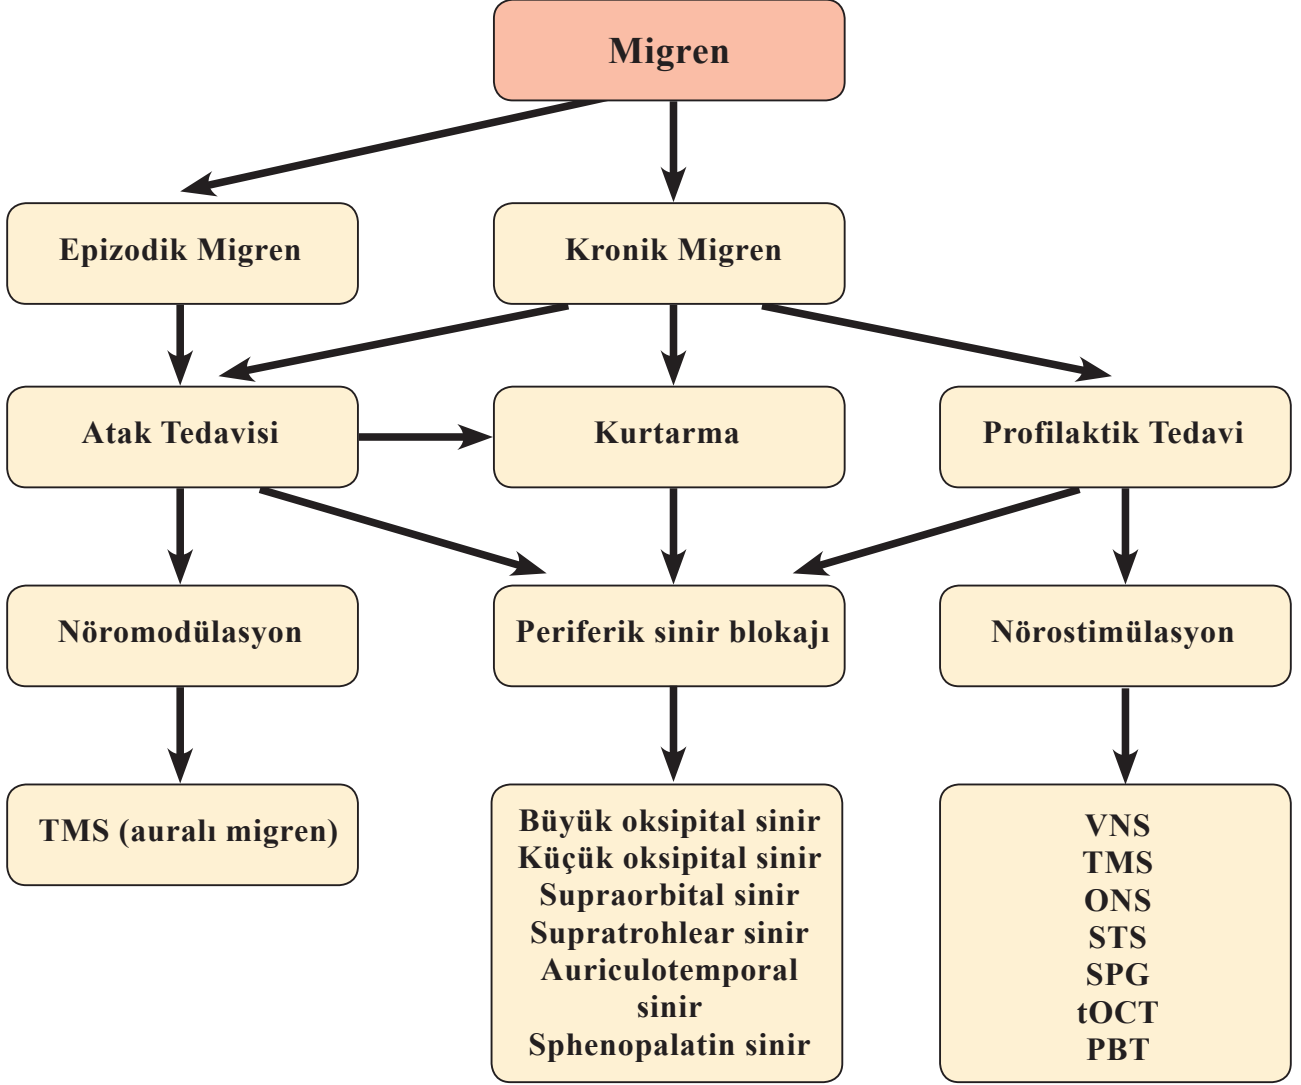 Migren
Epizodik Migren
Kronik Migren
Atak Tedavisi
Kurtarma
Profilaktik Tedavi
Nöromodülasyon
Periferik sinir blokajı
Nörostimülasyon
TMS (auralı migren)
Büyük oksipital sinir
Küçük oksipital sinir
Supraorbital sinir
Supratrohlear sinir
Auriculotemporal
sinir
Sphenopalatin sinir
VNS
TMS
ONS
STS
SPG
tOCT
PBT